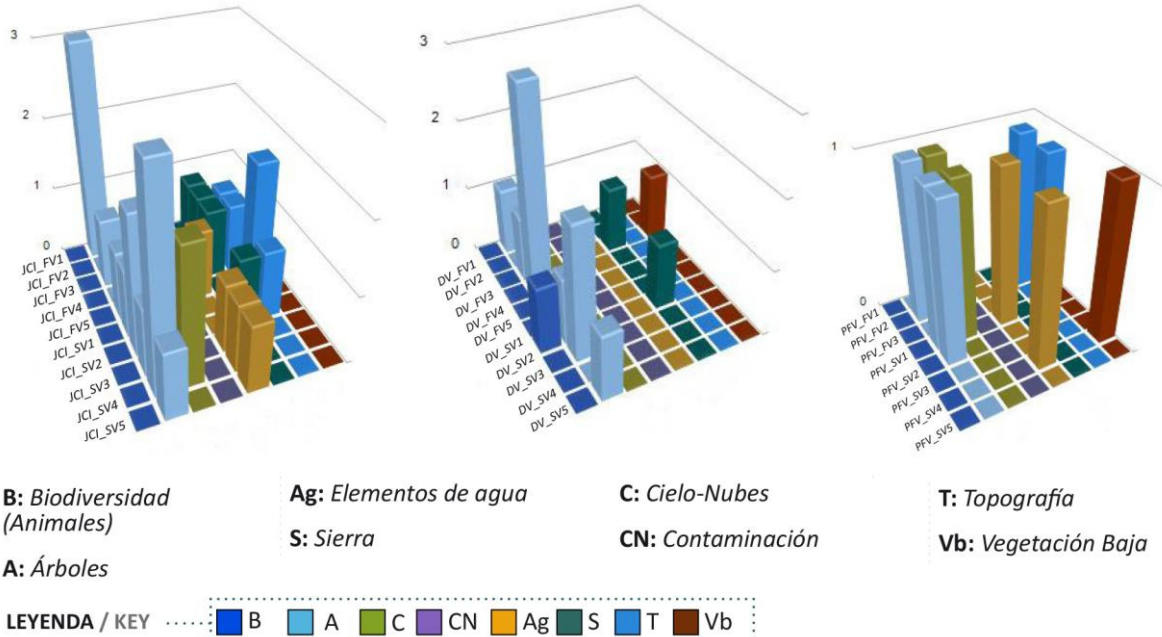 3
2
1
0
JCI_FV1
JCI_FV2
JCI_FV3
JCI_FV4
JCI_FV5
JCI_SV1
JCI_SV2
JCI_SV3
JCI_SV4
JCI_SV5
3
2
1
0
DV_FV1
DV_FV2
DV_FV3
DV_FV4
DV_FV5
DV_SV1
DV_SV2
DV_SV3
DV_SV4
DV_SV5
1
0
PFV_FV1
PFV_FV2
PFV_FV3
PFV_SV1
PFV_SV2
PFV_SV3
PFV_SV4
PFV_SV5
B: Biodiversidad
(Animales)
A: Árboles
Ag: Elementos de agua
S: Sierra
C: Cielo-Nubes
CN: Contaminación
T: Topografía
Vb: Vegetación Baja
LEYENDA / KEY B A C CN Ag S T Vb